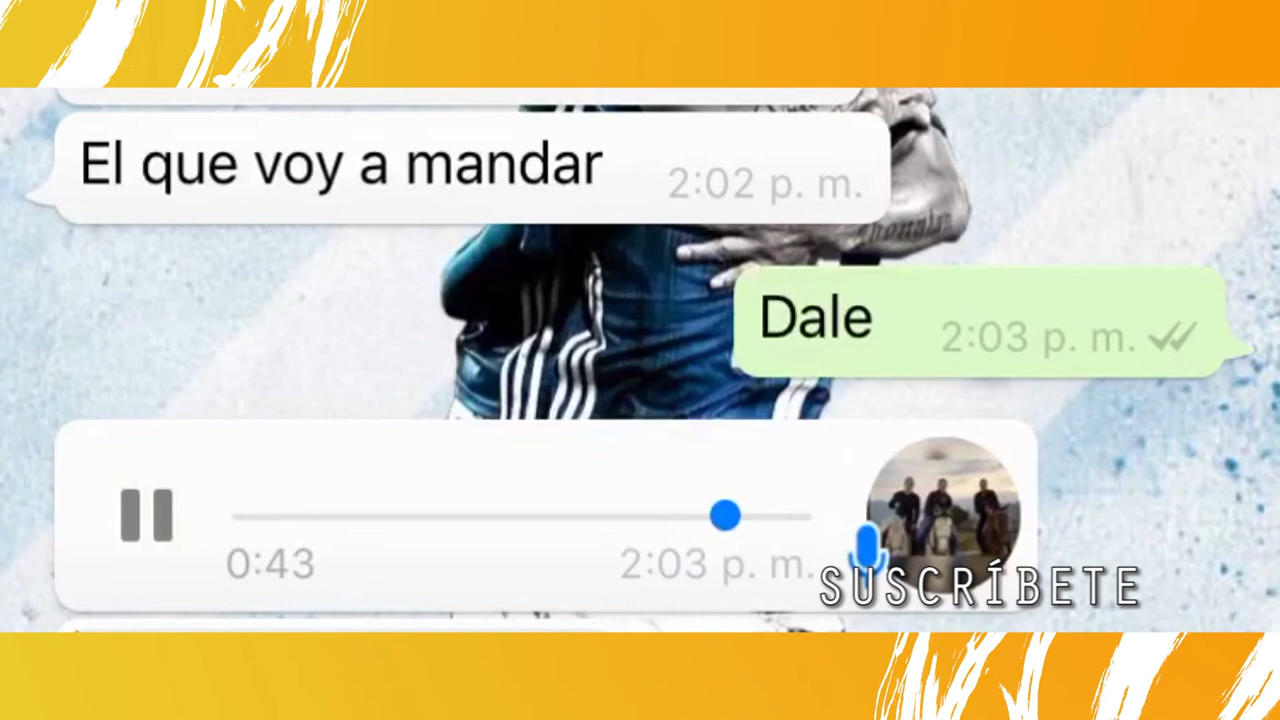 El que voy a mandar
2:02 p. m.
Dale
2:03 p. m.
0:43
2:03 p. m.
SUSCRÍBETE